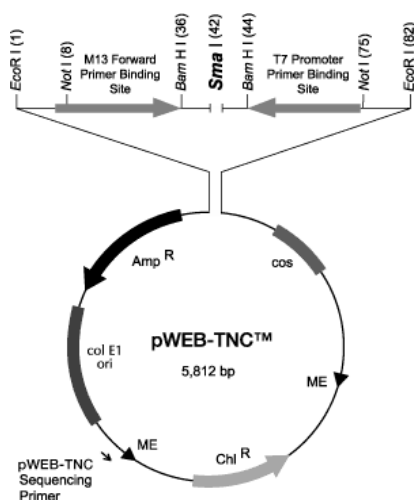 EcoR I (1)
Not I (8)
M13 Forward
Primer Binding
Site
Bam H I (36)
Sma I (42)
Bam H I (44)
T7 Promoter
Primer Binding
Site
Not I (75)
EcoR I (82)
Amp R
cos
col E1
ori
pWEB-TNC™
5,812 bp
ME
ME
Chl R
pWEB-TNC
Sequencing
Primer